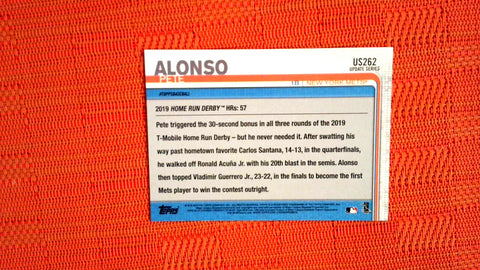 ALONSO
PETE
US262
UPDATE SERIES
1B | NEW YORK METS®
#TOPPSBASEBALL
2019 HOME RUN DERBY™ HRs: 57
Pete triggered the 30-second bonus in all three rounds of the 2019
T-Mobile Home Run Derby – but he never needed it. After swatting his
way past hometown favorite Carlos Santana, 14-13, in the quarterfinals,
he walked off Ronald Acuña Jr. with his 20th blast in the semis. Alonso
then topped Vladimir Guerrero Jr., 23-22, in the finals to become the first
Mets player to win the contest outright.
Topps